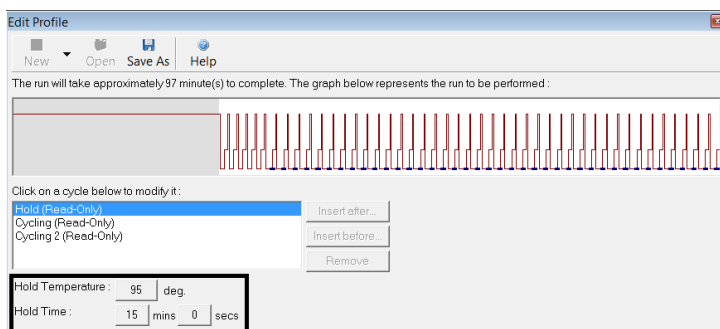 Edit Profile
New Open Save As Help
The run will take approximately 97 minute(s) to complete. The graph below represents the run to be performed :
Click on a cycle below to modify it :
Hold (Read-Only)
Cycling (Read-Only)
Cycling 2 (Read-Only)
Insert after...
Insert before...
Remove
Hold Temperature : 95 deg.
Hold Time : 15 mins 0 secs